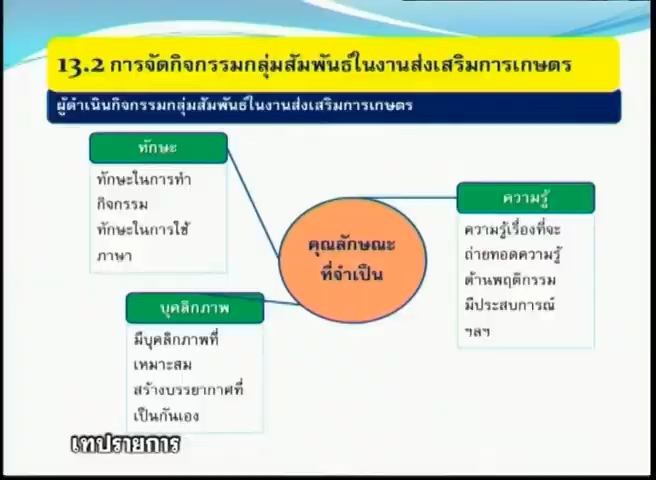 13.2 การจัดกิจกรรมกลุ่มสัมพันธ์ในงานส่งเสริมการเกษตร
ผู้ดำเนินกิจกรรมกลุ่มสัมพันธ์ในงานส่งเสริมการเกษตร
ทักษะ
ทักษะในการทำ
กิจกรรม
ทักษะในการใช้
ภาษา
คุณลักษณะ
ที่จำเป็น
ความรู้
ความรู้เรื่องที่จะ
ถ่ายทอดความรู้
ด้านพฤติกรรม
มีประสบการณ์
ฯลฯ
บุคลิกภาพ
มีบุคลิกภาพที่
เหมาะสม
สร้างบรรยากาศที่
เป็นกันเอง
เทปรายการ